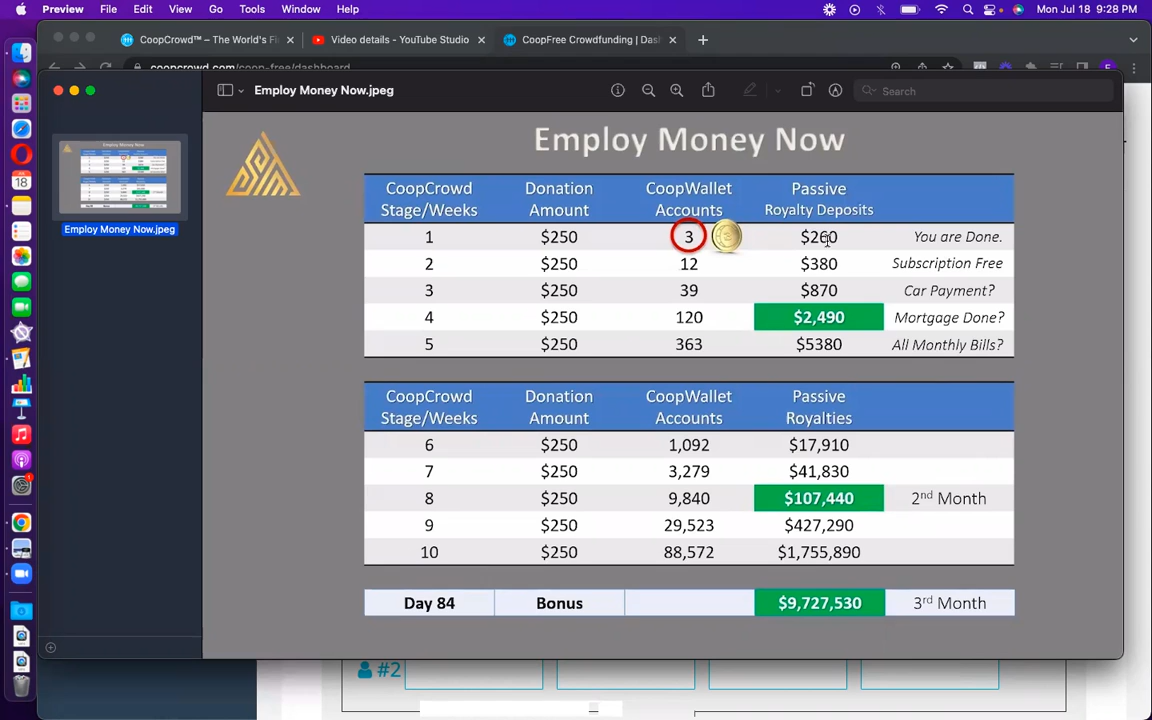 Preview File Edit View Go Tools Window Help Mon Jul 18 9:28 PM
CoopCrowd™ – The World's Fi Video details - YouTube Studio CoopFree Crowdfunding | Das
coopcrowd.com/coop-free/dashboard
Employ Money Now.jpeg Search
Employ Money Now.jpeg
Employ Money Now
CoopCrowd Donation CoopWallet Passive
Stage/Weeks Amount Accounts Royalty Deposits
1 $250 3 $260 You are Done.
2 $250 12 $380 Subscription Free
3 $250 39 $870 Car Payment?
4 $250 120 $2,490 Mortgage Done?
5 $250 363 $5380 All Monthly Bills?
CoopCrowd Donation CoopWallet Passive
Stage/Weeks Amount Accounts Royalties
6 $250 1,092 $17,910
7 $250 3,279 $41,830
8 $250 9,840 $107,440 2nd Month
9 $250 29,523 $427,290
10 $250 88,572 $1,755,890
Day 84 Bonus $9,727,530 3rd Month
#2